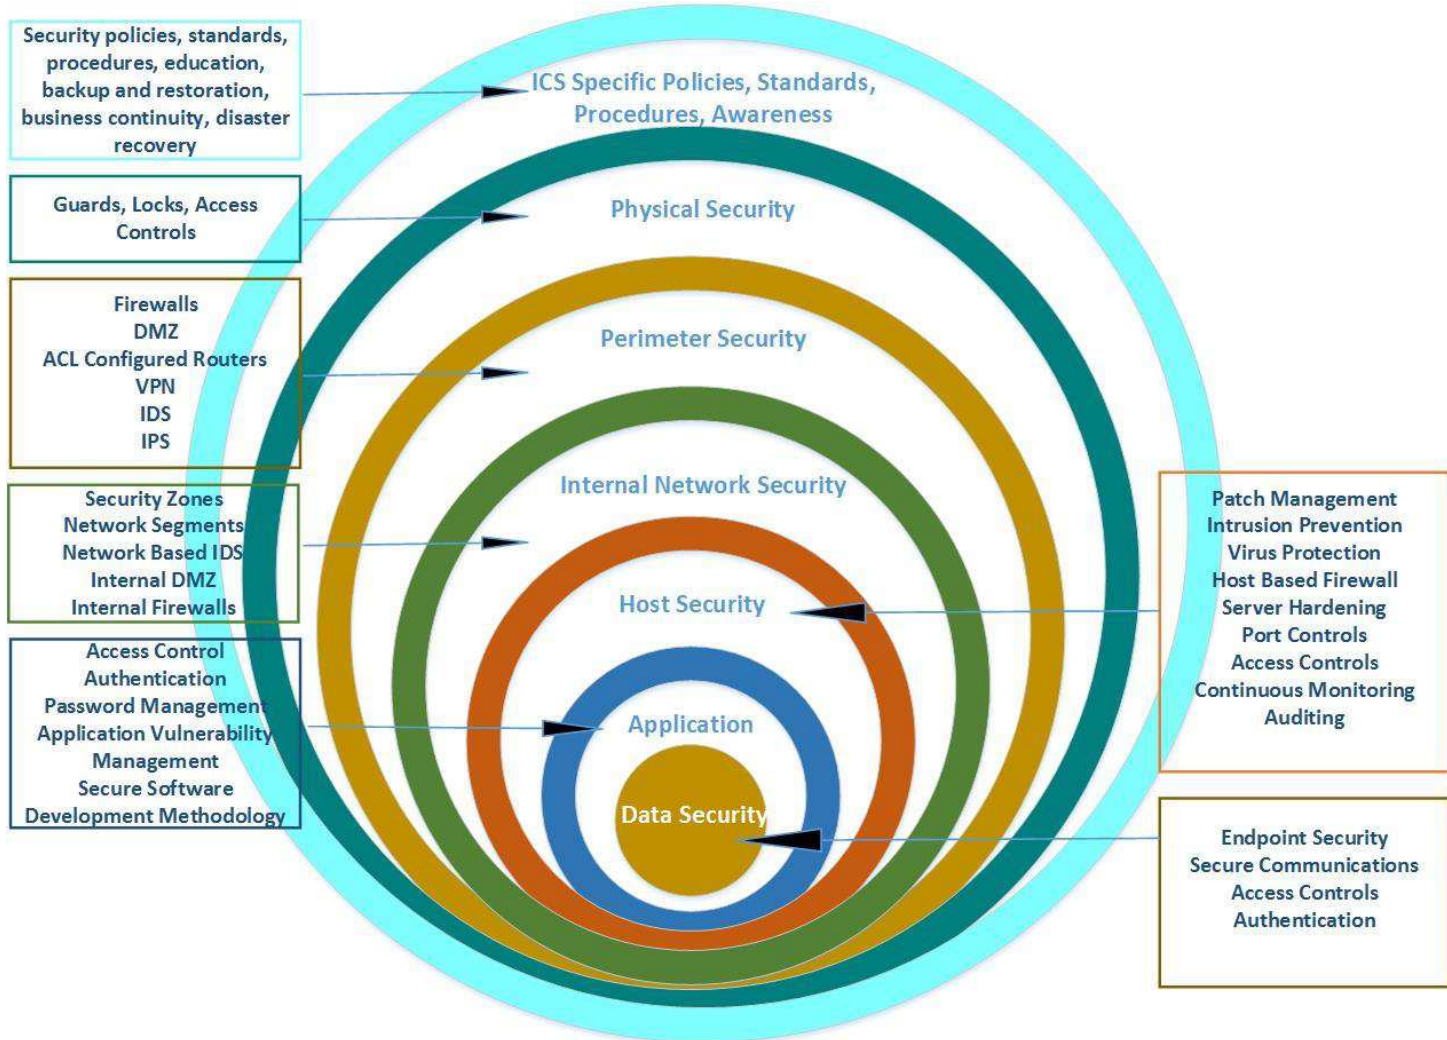 Security policies, standards,
procedures, education,
backup and restoration,
business continuity, disaster
recovery
ICS Specific Policies, Standards,
Procedures, Awareness
Guards, Locks, Access
Controls
Physical Security
Firewalls
DMZ
ACL Configured Routers
VPN
IDS
IPS
Perimeter Security
Security Zones
Network Segments
Network Based IDS
Internal DMZ
Internal Firewalls
Internal Network Security
Patch Management
Intrusion Prevention
Virus Protection
Host Based Firewall
Server Hardening
Port Controls
Access Controls
Continuous Monitoring
Auditing
Host Security
Access Control
Authentication
Password Management
Application Vulnerability
Management
Secure Software
Development Methodology
Application
Data Security
Endpoint Security
Secure Communications
Access Controls
Authentication